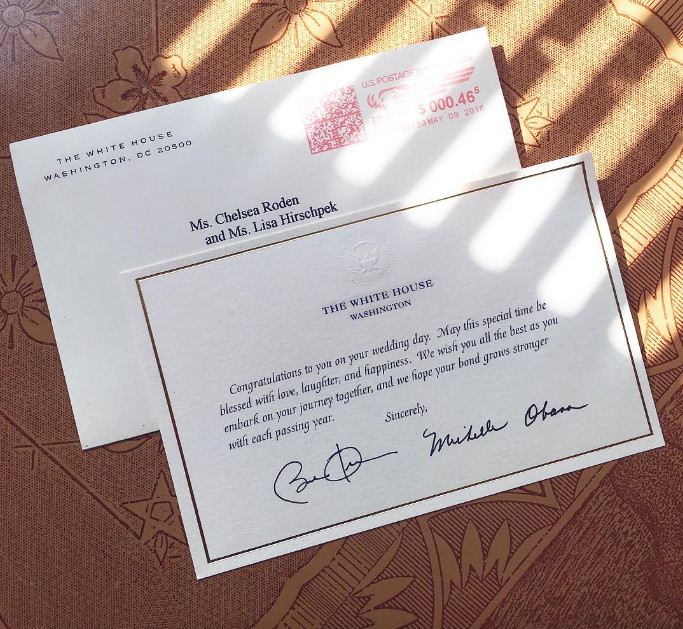 THE WHITE HOUSE
WASHINGTON, DC 20500
U.S. POSTAGE
$ 000.46⁵
MAY 09 2016
Ms. Chelsea Roden
and Ms. Lisa Hirschpek
THE WHITE HOUSE
WASHINGTON
Congratulations to you on your wedding day. May this special time be
blessed with love, laughter, and happiness. We wish you all the best as you
embark on your journey together, and we hope your bond grows stronger
with each passing year.
Sincerely,
Michelle Obama